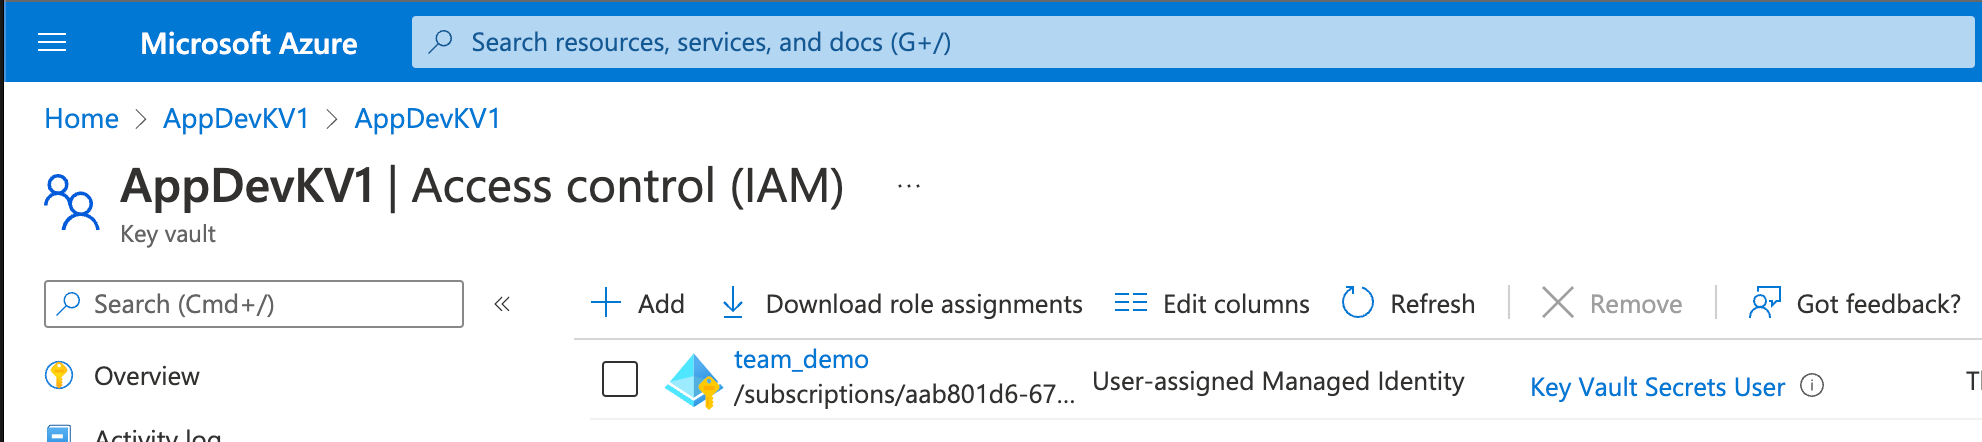 Microsoft Azure
Search resources, services, and docs (G+/)
Home > AppDevKV1 > AppDevKV1
AppDevKV1 | Access control (IAM) ...
Key vault
Search (Cmd+/) «
Add Download role assignments Edit columns Refresh Remove Got feedback?
Overview
team_demo
/subscriptions/aab801d6-67...
User-assigned Managed Identity
Key Vault Secrets User
Activity log